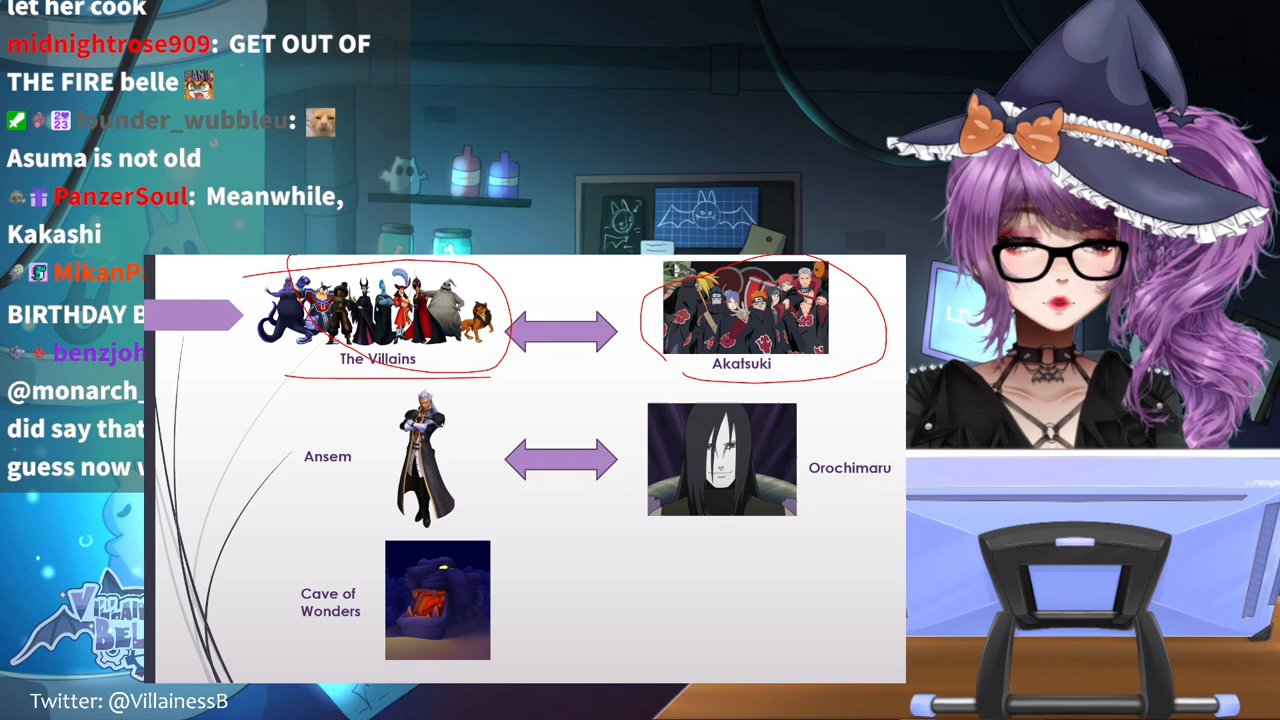 let her cook
midnightrose909: GET OUT OF
THE FIRE belle
founder_wubbleu:
Asuma is not old
PanzerSoul: Meanwhile,
Kakashi
BIRTHDAY
@monarch_
did say that
guess now
The Villains
Akatsuki
Ansem
Orochimaru
Cave of
Wonders
Twitter: @VillainessB